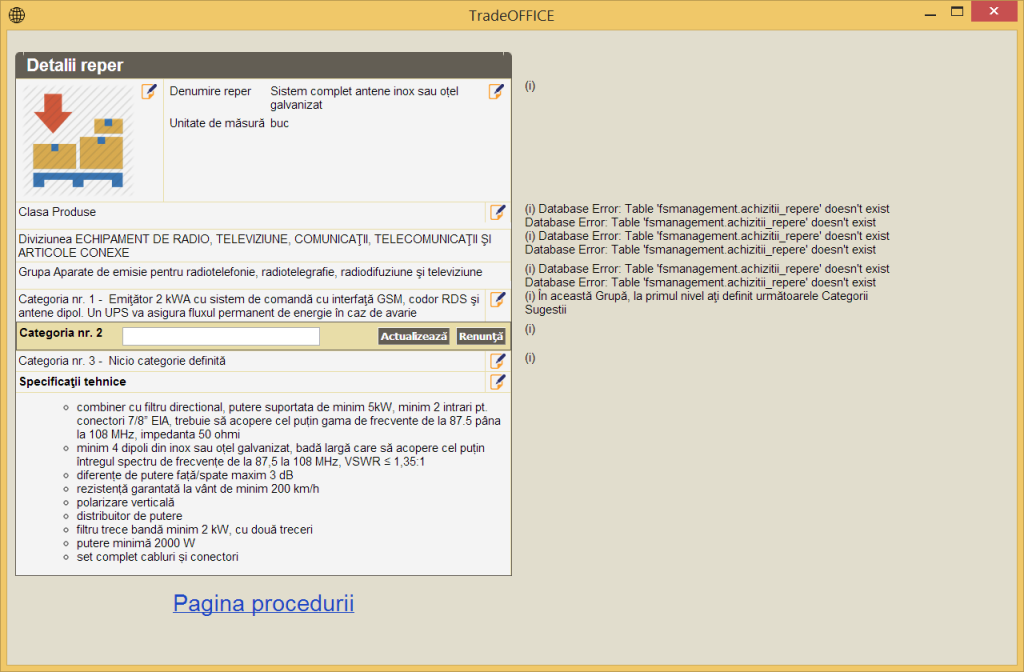 TradeOFFICE
Detalii reper
Denumire reper Sistem complet antene inox sau oțel
galvanizat
Unitate de măsură buc
(i)
Clasa Produse
(i) Database Error: Table 'fsmanagement.achizitii_repere' doesn't exist
Database Error: Table 'fsmanagement.achizitii_repere' doesn't exist
Diviziunea ECHIPAMENT DE RADIO, TELEVIZIUNE, COMUNICAŢII, TELECOMUNICAŢII ŞI
ARTICOLE CONEXE
(i) Database Error: Table 'fsmanagement.achizitii_repere' doesn't exist
Database Error: Table 'fsmanagement.achizitii_repere' doesn't exist
Grupa Aparate de emisie pentru radiotelefonie, radiotelegrafie, radiodifuziune şi televiziune
(i) Database Error: Table 'fsmanagement.achizitii_repere' doesn't exist
Database Error: Table 'fsmanagement.achizitii_repere' doesn't exist
Categoria nr. 1 - Emiţător 2 kWA cu sistem de comandă cu interfaţă GSM, codor RDS şi
antene dipol. Un UPS va asigura fluxul permanent de energie în caz de avarie
(i) În această Grupă, la primul nivel aţi definit următoarele Categorii
Sugestii
Categoria nr. 2 Actualizează Renunţă
(i)
Categoria nr. 3 - Nicio categorie definită
(i)
Specificaţii tehnice
combiner cu filtru directional, putere suportata de minim 5kW, minim 2 intrari pt.
conectori 7/8” EIA, trebuie să acopere cel puțin gama de frecvente de la 87.5 pâna
la 108 MHz, impedanta 50 ohmi
minim 4 dipoli din inox sau oțel galvanizat, badă largă care să acopere cel puțin
întregul spectru de frecvențe de la 87,5 la 108 MHz, VSWR ≤ 1,35:1
diferențe de putere față/spate maxim 3 dB
rezistență garantată la vânt de minim 200 km/h
polarizare verticală
distribuitor de putere
filtru trece bandă minim 2 kW, cu două treceri
putere minimă 2000 W
set complet cabluri și conectori
Pagina procedurii